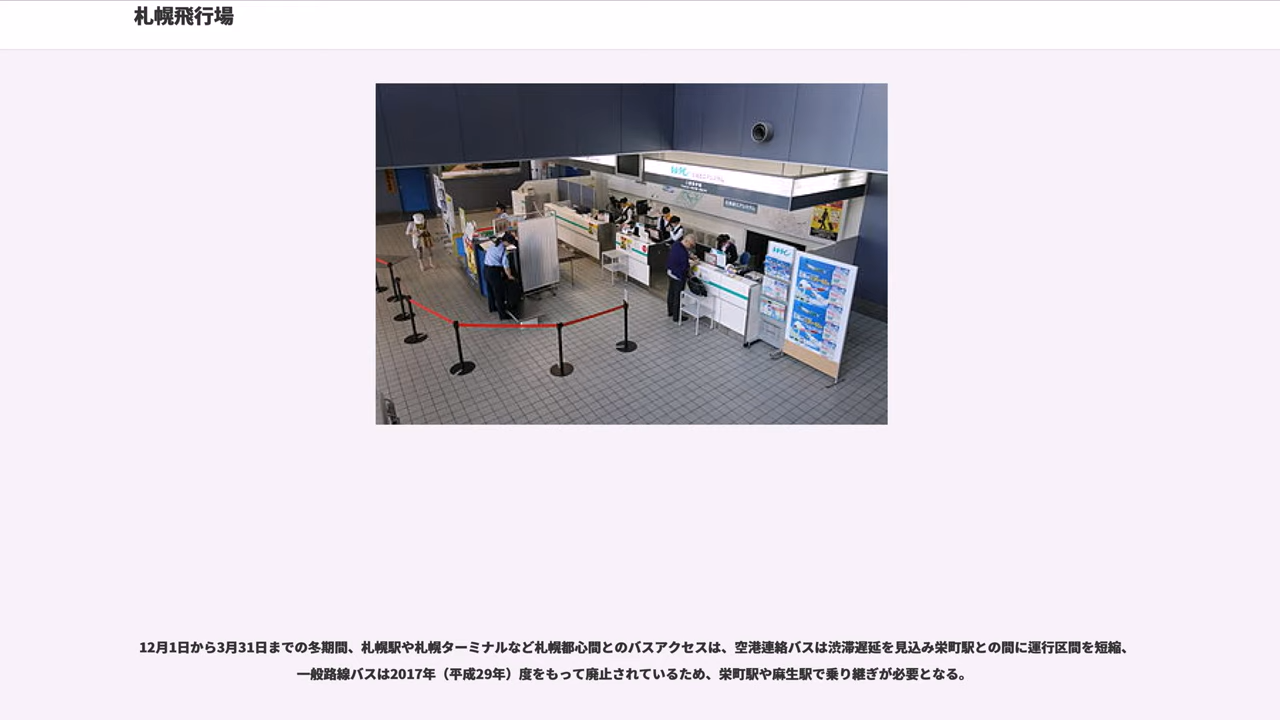 札幌飛行場
12月1日から3月31日までの冬期間、札幌駅や札幌ターミナルなど札幌都心間とのバスアクセスは、空港連絡バスは渋滞遅延を見込み栄町駅との間に運行区間を短縮、
一般路線バスは2017年（平成29年）度をもって廃止されているため、栄町駅や麻生駅で乗り継ぎが必要となる。